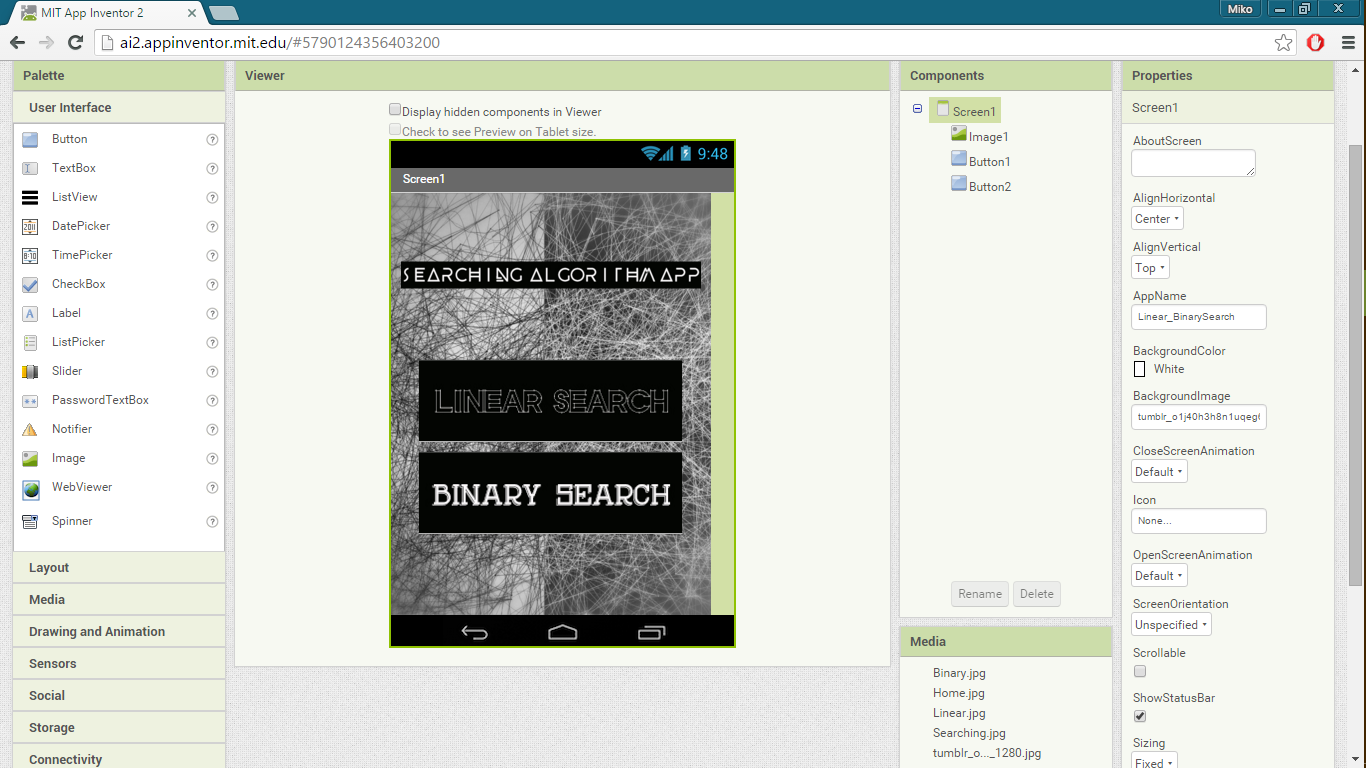 MIT App Inventor 2
Miko
ai2.appinventor.mit.edu/#5790124356403200
Palette
User Interface
Button
TextBox
ListView
DatePicker
TimePicker
CheckBox
Label
ListPicker
Slider
PasswordTextBox
Notifier
Image
WebViewer
Spinner
Layout
Media
Drawing and Animation
Sensors
Social
Storage
Connectivity
Viewer
Display hidden components in Viewer
Check to see Preview on Tablet size.
9:48
Screen1
SEARCHING ALGORITHM APP
LINEAR SEARCH
BINARY SEARCH
Components
Screen1
Image1
Button1
Button2
Rename Delete
Media
Binary.jpg
Home.jpg
Linear.jpg
Searching.jpg
tumblr_o..._1280.jpg
Properties
Screen1
AboutScreen
AlignHorizontal
Center
AlignVertical
Top
AppName
Linear_BinarySearch
BackgroundColor
White
BackgroundImage
tumblr_o1j40h3h8n1uqeg
CloseScreenAnimation
Default
Icon
None...
OpenScreenAnimation
Default
ScreenOrientation
Unspecified
Scrollable
ShowStatusBar
Sizing
Fixed